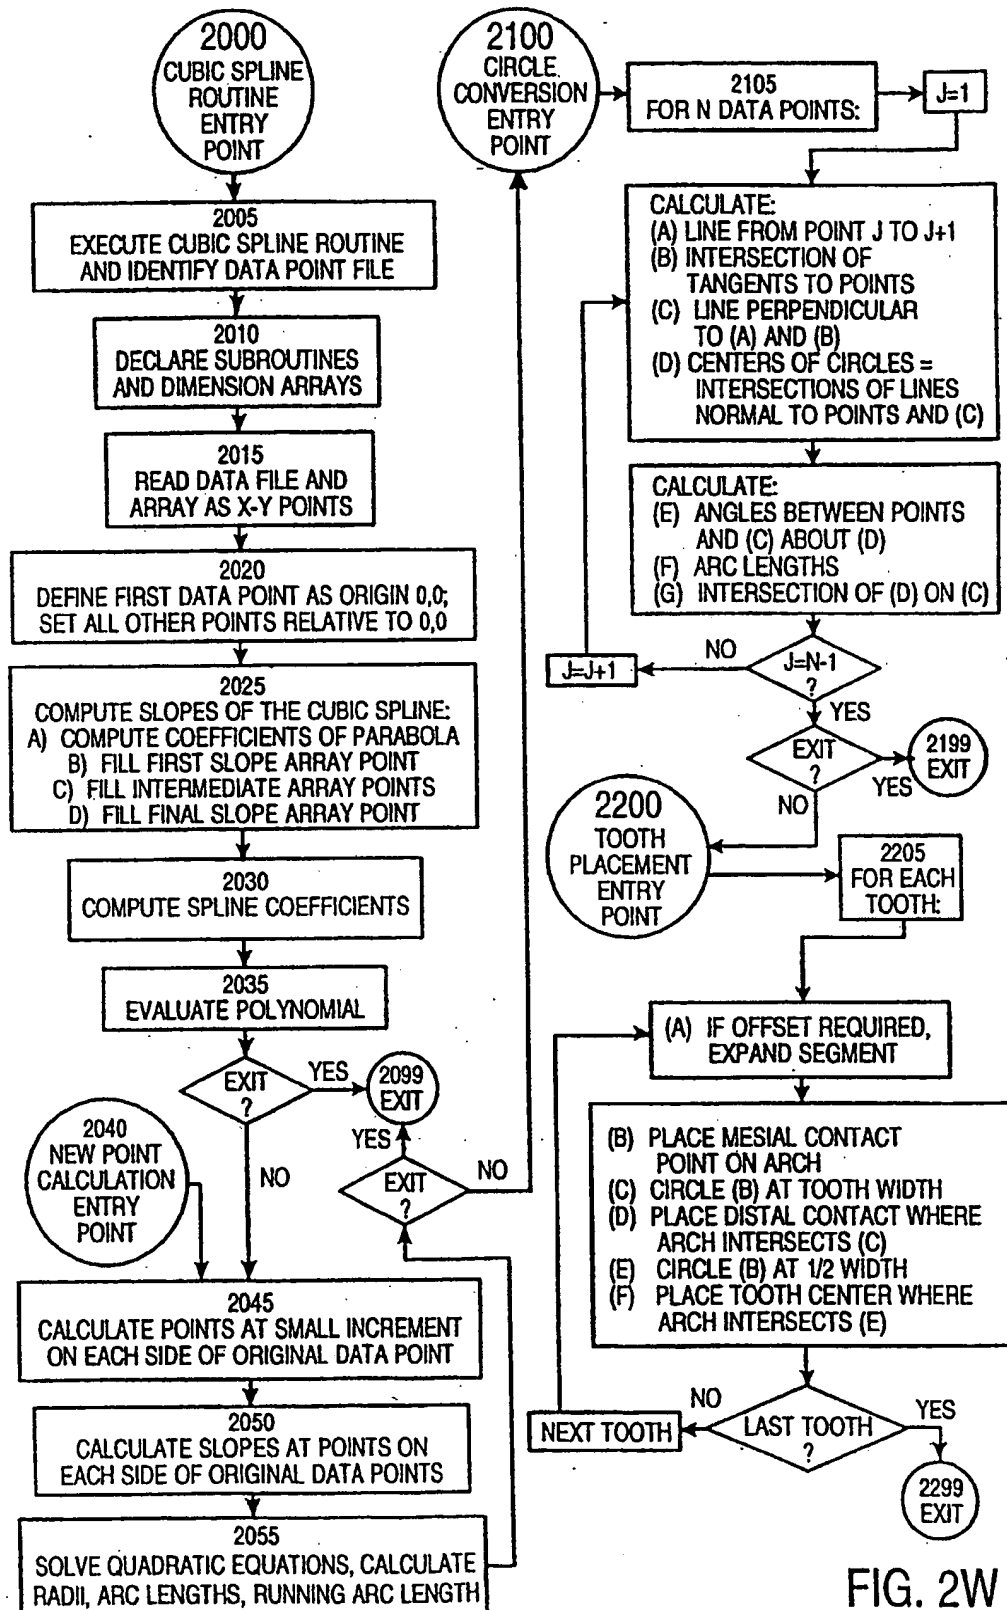 2000
CUBIC SPLINE
ROUTINE
ENTRY
POINT
2005
EXECUTE CUBIC SPLINE ROUTINE
AND IDENTIFY DATA POINT FILE
2010
DECLARE SUBROUTINES
AND DIMENSION ARRAYS
2015
READ DATA FILE AND
ARRAY AS X-Y POINTS
2020
DEFINE FIRST DATA POINT AS ORIGIN 0,0;
SET ALL OTHER POINTS RELATIVE TO 0,0
2025
COMPUTE SLOPES OF THE CUBIC SPLINE:
A) COMPUTE COEFFICIENTS OF PARABOLA
B) FILL FIRST SLOPE ARRAY POINT
C) FILL INTERMEDIATE ARRAY POINTS
D) FILL FINAL SLOPE ARRAY POINT
2030
COMPUTE SPLINE COEFFICIENTS
2035
EVALUATE POLYNOMIAL
EXIT
?
YES
2099
EXIT
NO
2040
NEW POINT
CALCULATION
ENTRY
POINT
YES
EXIT
?
NO
2045
CALCULATE POINTS AT SMALL INCREMENT
ON EACH SIDE OF ORIGINAL DATA POINT
2050
CALCULATE SLOPES AT POINTS ON
EACH SIDE OF ORIGINAL DATA POINTS
2055
SOLVE QUADRATIC EQUATIONS, CALCULATE
RADII, ARC LENGTHS, RUNNING ARC LENGTH
2100
CIRCLE
CONVERSION
ENTRY
POINT
2105
FOR N DATA POINTS:
J=1
CALCULATE:
(A) LINE FROM POINT J TO J+1
(B) INTERSECTION OF
TANGENTS TO POINTS
(C) LINE PERPENDICULAR
TO (A) AND (B)
(D) CENTERS OF CIRCLES =
INTERSECTIONS OF LINES
NORMAL TO POINTS AND (C)
CALCULATE:
(E) ANGLES BETWEEN POINTS
AND (C) ABOUT (D)
(F) ARC LENGTHS
(G) INTERSECTION OF (D) ON (C)
J=N-1
?
NO
J=J+1
YES
EXIT
?
YES
2199
EXIT
NO
2200
TOOTH
PLACEMENT
ENTRY
POINT
2205
FOR EACH
TOOTH:
(A) IF OFFSET REQUIRED,
EXPAND SEGMENT
(B) PLACE MESIAL CONTACT
POINT ON ARCH
(C) CIRCLE (B) AT TOOTH WIDTH
(D) PLACE DISTAL CONTACT WHERE
ARCH INTERSECTS (C)
(E) CIRCLE (B) AT 1/2 WIDTH
(F) PLACE TOOTH CENTER WHERE
ARCH INTERSECTS (E)
LAST TOOTH
?
NO
NEXT TOOTH
YES
2299
EXIT
FIG. 2W